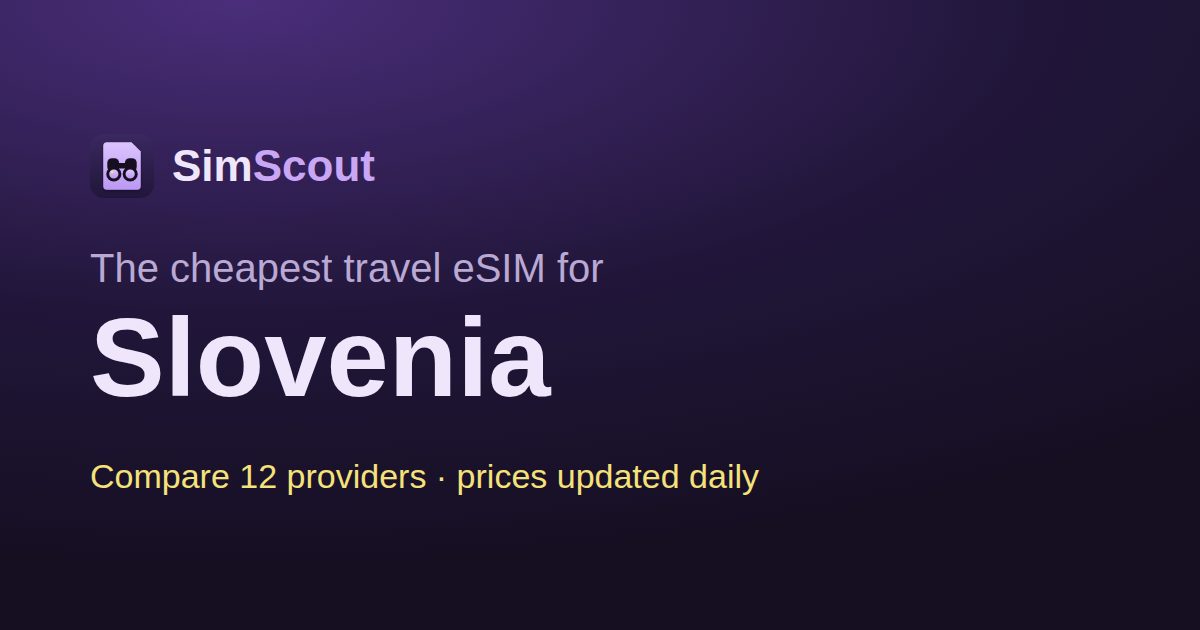 SimScout
The cheapest travel eSIM for
Slovenia
Compare 12 providers · prices updated daily